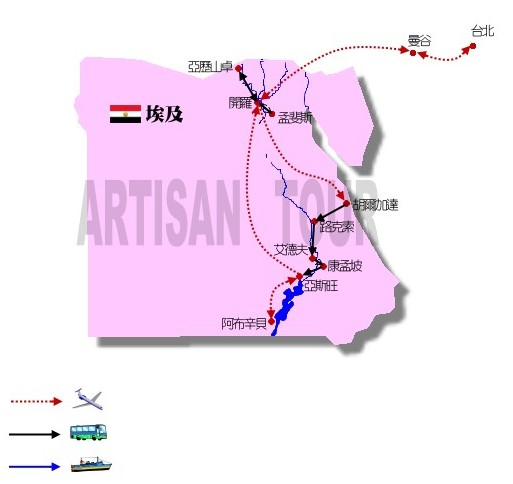 台北
曼谷
亞歷山卓
開羅
孟斐斯
埃及
ARTISAN TOUR
胡爾加達
路克索
艾德夫
康孟坡
亞斯旺
阿布辛貝